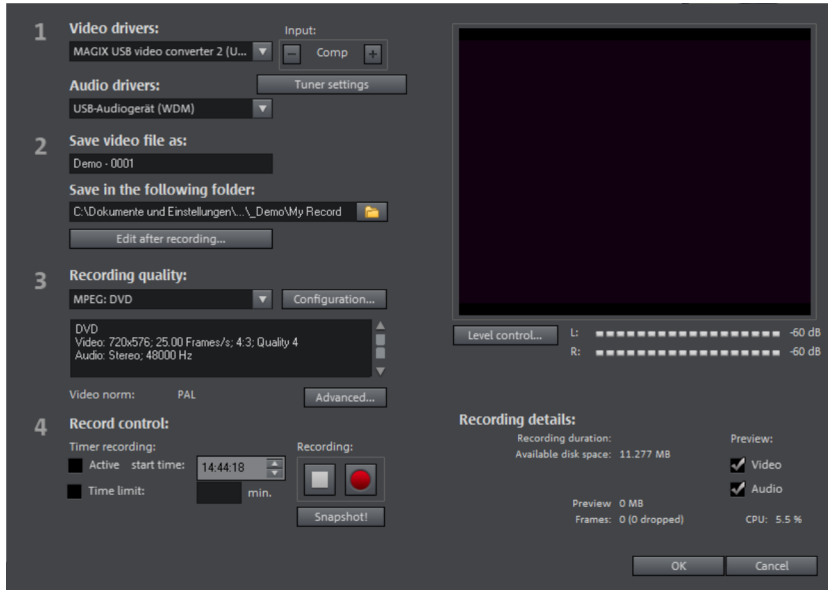 1
Video drivers:
Input:
MAGIX USB video converter 2 (U...
Comp
Audio drivers:
Tuner settings
USB-Audiogerät (WDM)
2
Save video file as:
Demo - 0001
Save in the following folder:
C:\Dokumente und Einstellungen\...\_Demo\My Record
Edit after recording...
3
Recording quality:
MPEG: DVD
Configuration...
DVD
Video: 720x576; 25.00 Frames/s; 4:3; Quality 4
Audio: Stereo; 48000 Hz
Video norm: PAL
Advanced...
4
Record control:
Timer recording:
Recording:
Active start time: 14:44:18
Time limit: min.
Snapshot!
Level control...
L: -60 dB
R: -60 dB
Recording details:
Recording duration:
Available disk space: 11.277 MB
Preview 0 MB
Frames: 0 (0 dropped)
Preview:
Video
Audio
CPU: 5.5 %
OK
Cancel